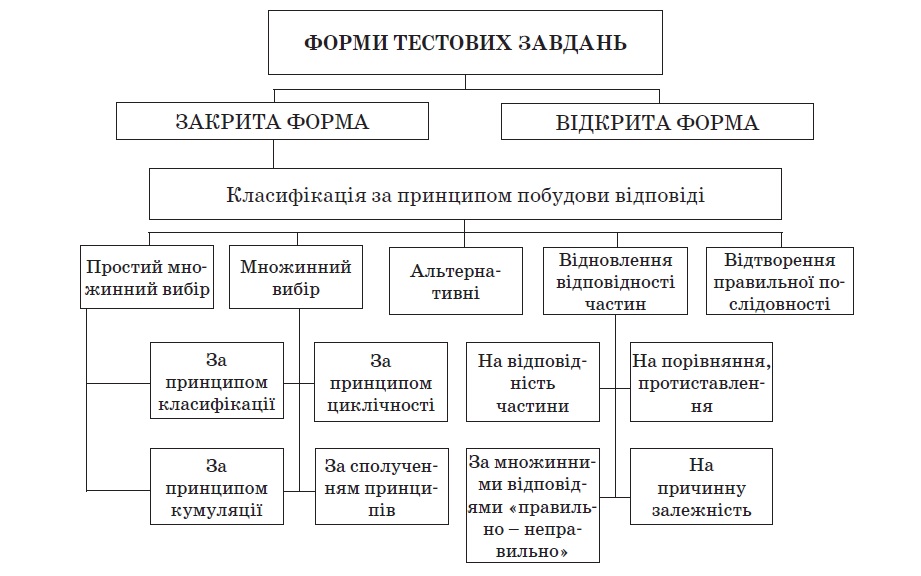 ФОРМИ ТЕСТОВИХ ЗАВДАНЬ
ЗАКРИТА ФОРМА
ВІДКРИТА ФОРМА
Класифікація за принципом побудови відповіді
Простий мно-
жинний вибір
Множинний
вибір
Альтерна-
тивні
Відновлення
відповідності
частин
Відтворення
правильної по-
слідовності
За
принципом
класифікації
За
принципом
циклічності
На відповід-
ність
частини
На порівняння,
протиставлен-
ня
За
принципом
кумуляції
За сполучен-
ням принци-
пів
За множинни-
ми відповід-
ями «правиль-
но – непра-
вильно»
На
причинну
залежність